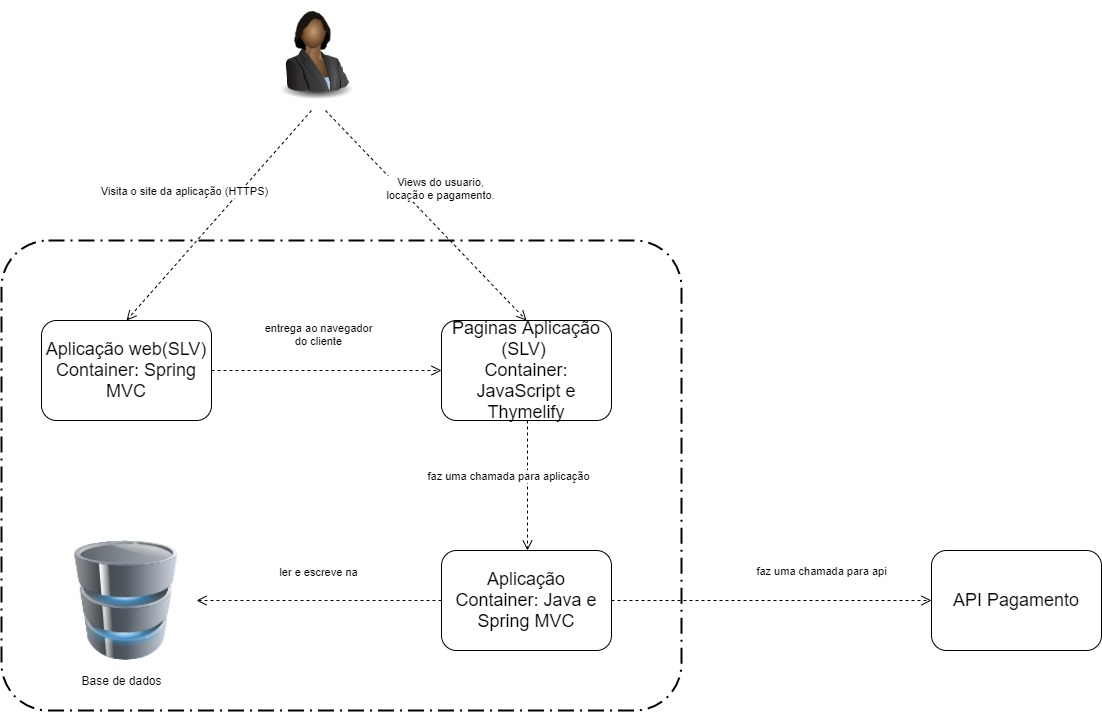 Visita o site da aplicação (HTTPS)
Views do usuario,
locação e pagamento.
Aplicação web(SLV)
Container: Spring
MVC
entrega ao navegador
do cliente
Paginas Aplicação
(SLV)
Container:
JavaScript e
Thymelify
faz uma chamada para aplicação
Base de dados
ler e escreve na
Aplicação
Container: Java e
Spring MVC
faz uma chamada para api
API Pagamento